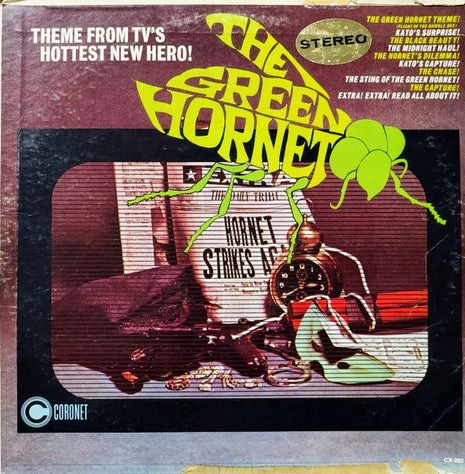 THEME FROM TV'S
HOTTEST NEW HERO!
THE
GREEN
HORNET
STEREO
THE GREEN HORNET THEME!
(FLIGHT OF THE BUMBLE BEE)
KATO'S SURPRISE!
THE BLACK BEAUTY!
THE MIDNIGHT HAUL!
THE HORNET'S DILEMMA!
KATO'S CAPTURE!
THE CHASE!
THE STING OF THE GREEN HORNET!
THE CAPTURE!
EXTRA! EXTRA! READ ALL ABOUT IT!
HORNET
STRIKES
C CORONET